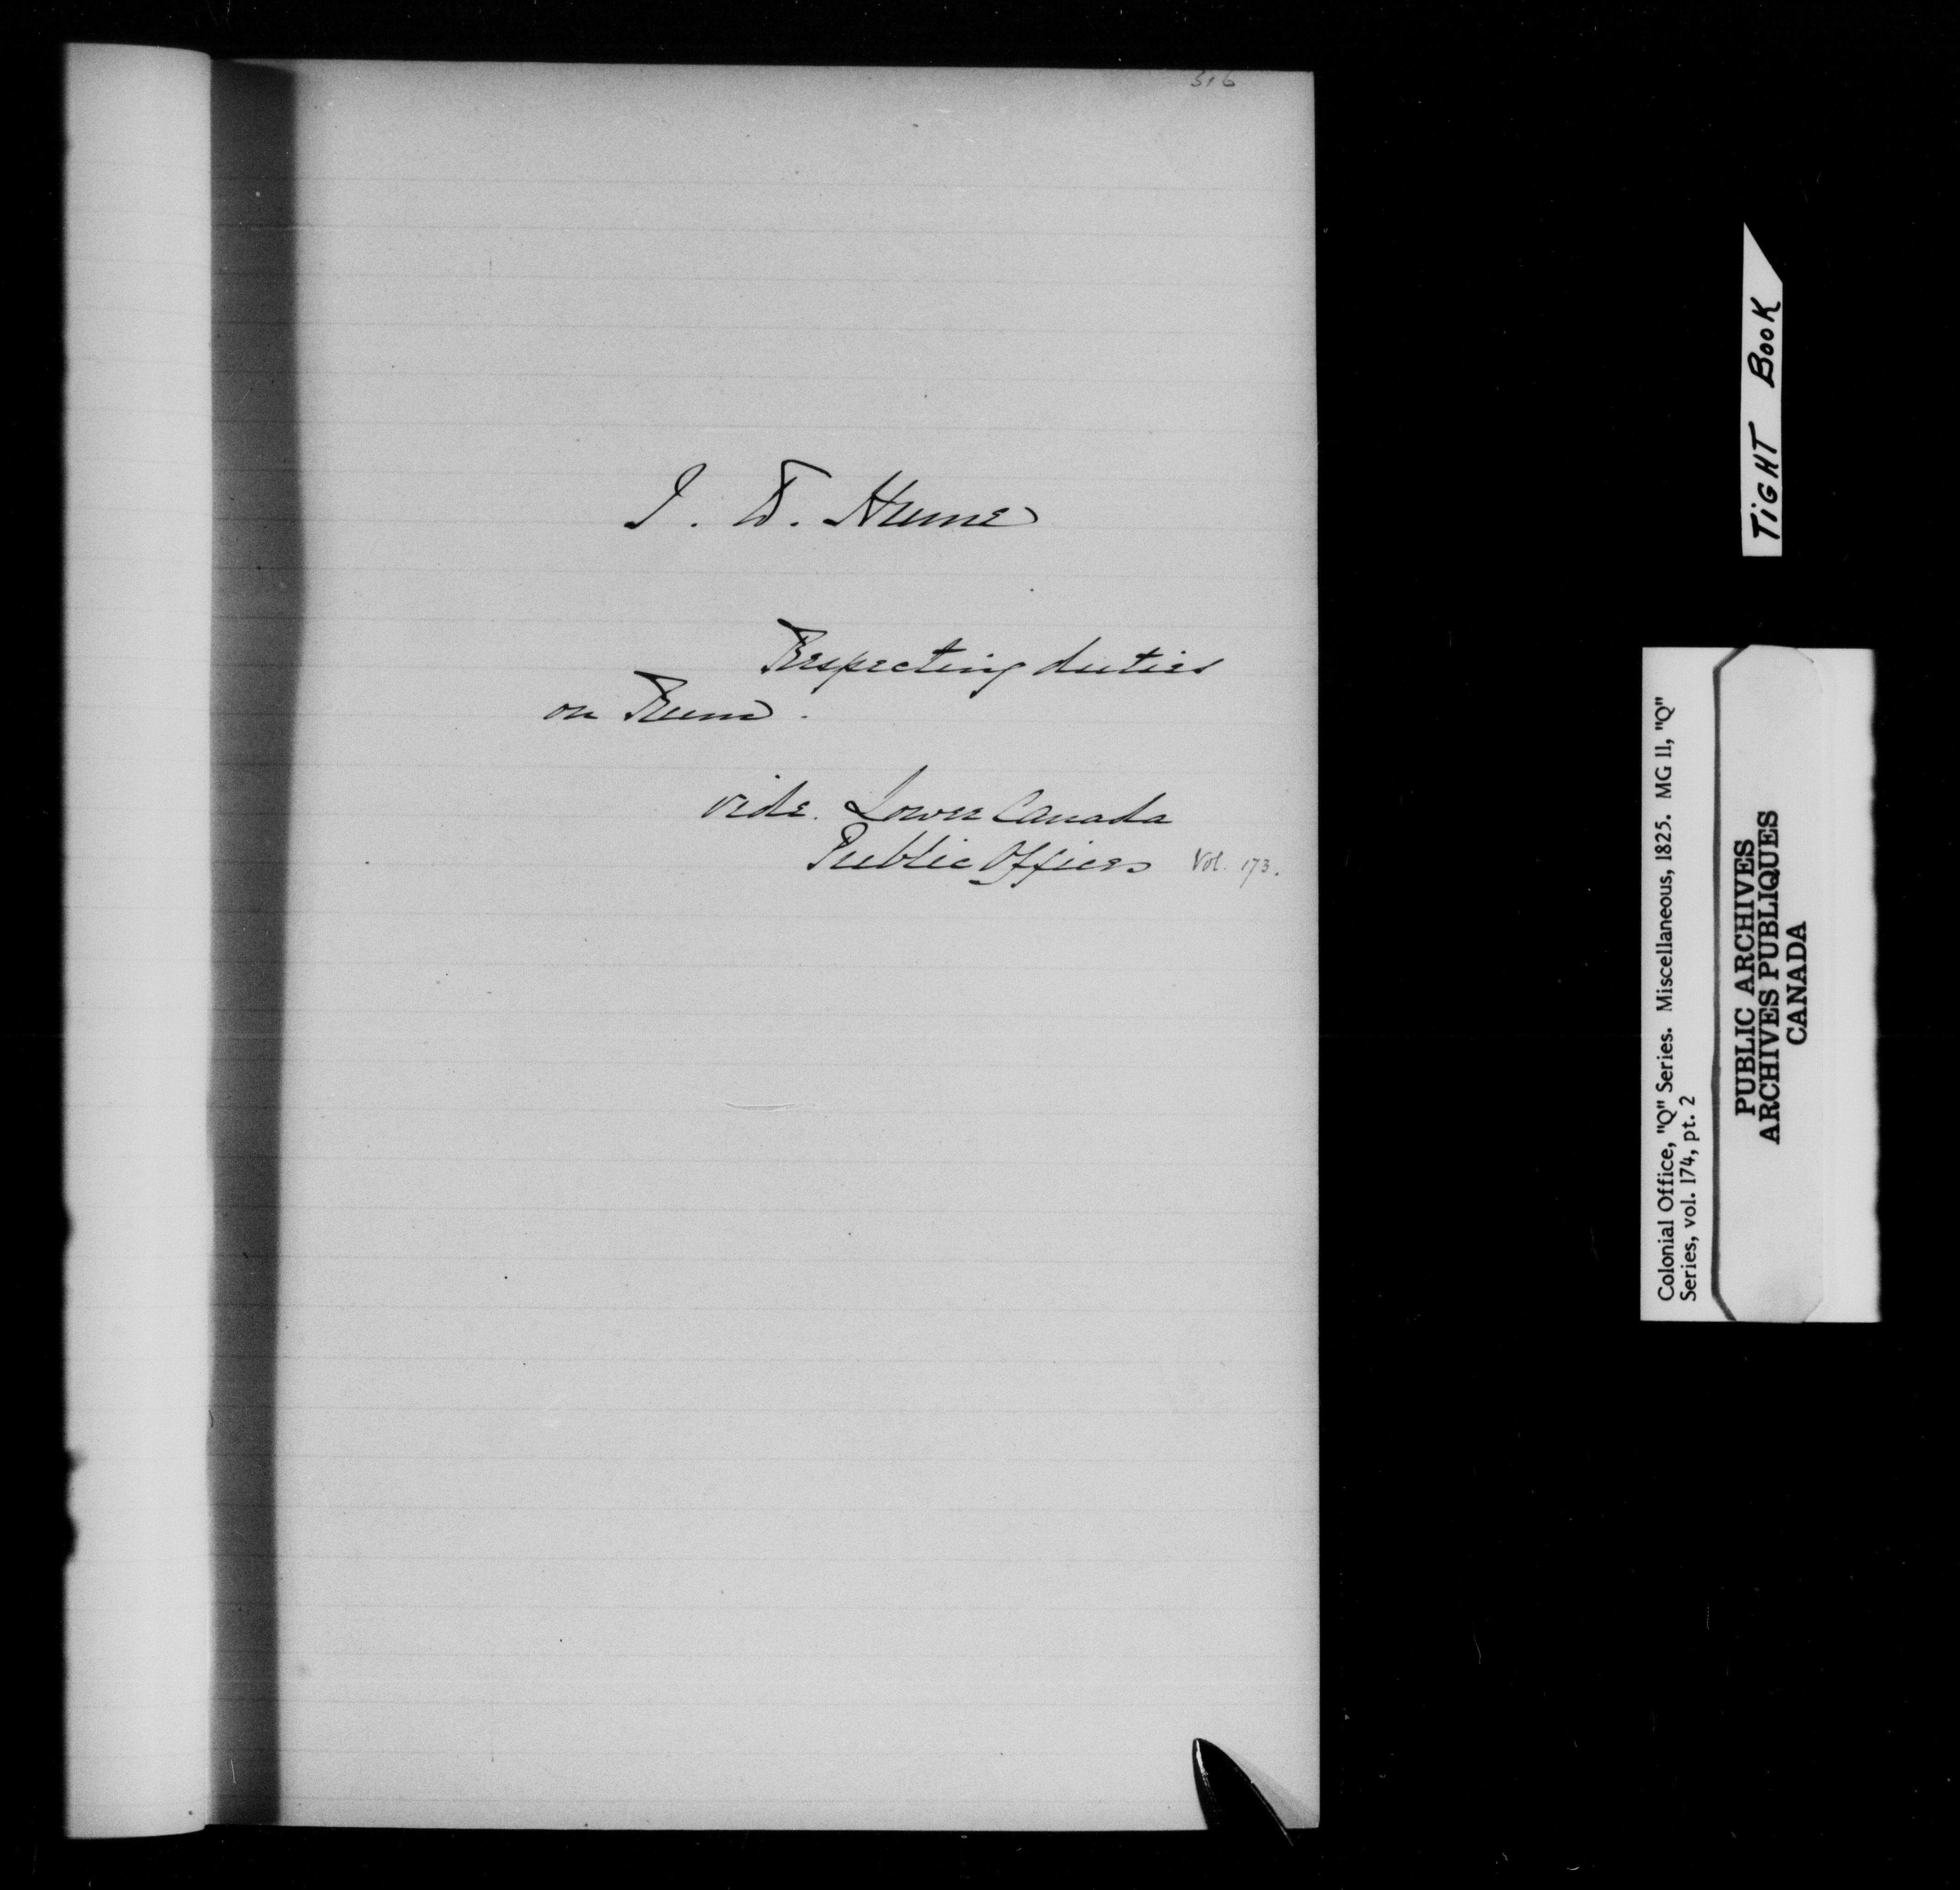 316
J. D. Hume
Respecting duties
on Rum.
vide. Lower Canada
Public Offices Vol. 173.
TIGHT BOOK
Colonial Office, "Q" Series. Miscellaneous, 1825. MG 11, "Q"
Series, vol. 174, pt. 2
PUBLIC ARCHIVES
ARCHIVES PUBLIQUES
CANADA